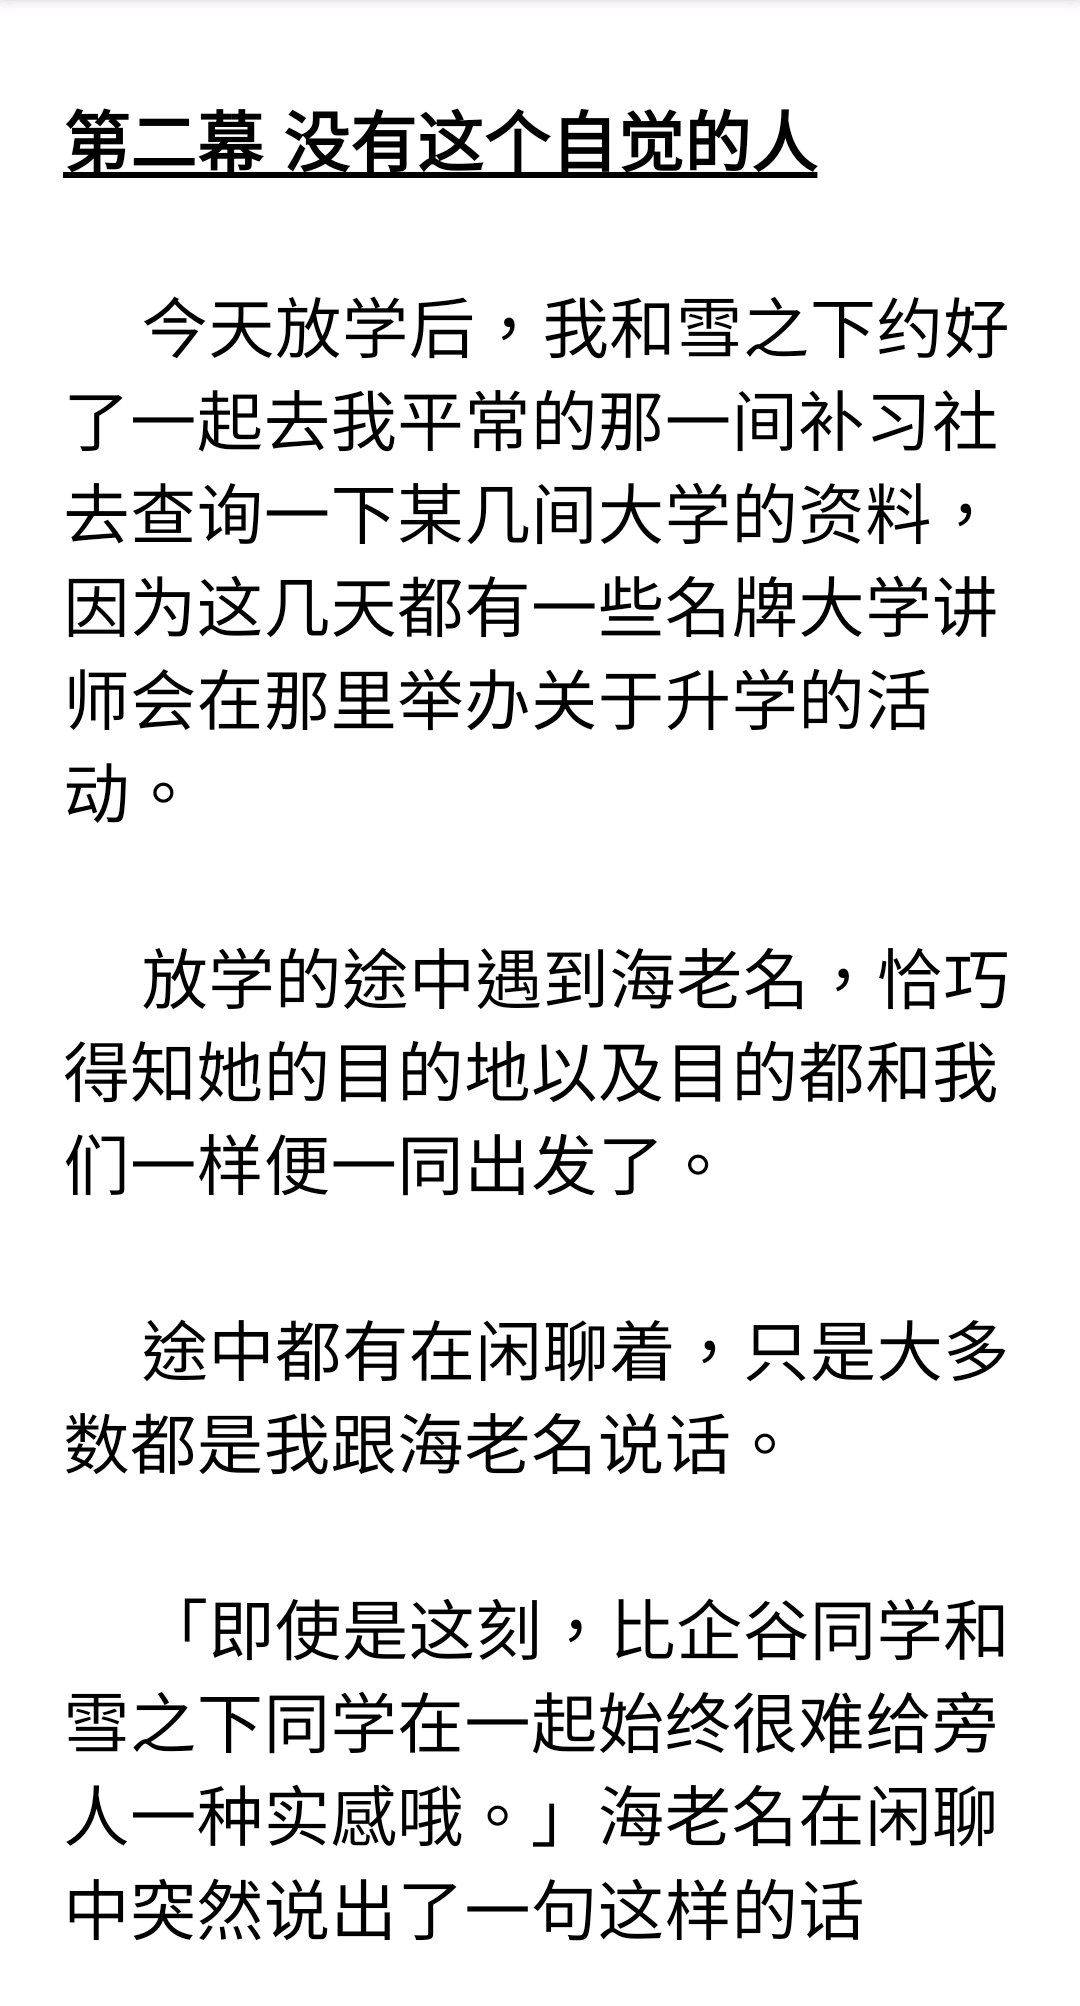 第二幕 没有这个自觉的人
今天放学后，我和雪之下约好
了一起去我平常的那一间补习社
去查询一下某几间大学的资料，
因为这几天都有一些名牌大学讲
师会在那里举办关于升学的活
动。
放学的途中遇到海老名，恰巧
得知她的目的地以及目的都和我
们一样便一同出发了。
途中都有在闲聊着，只是大多
数都是我跟海老名说话。
「即使是这刻，比企谷同学和
雪之下同学在一起始终很难给旁
人一种实感哦。」海老名在闲聊
中突然说出了一句这样的话